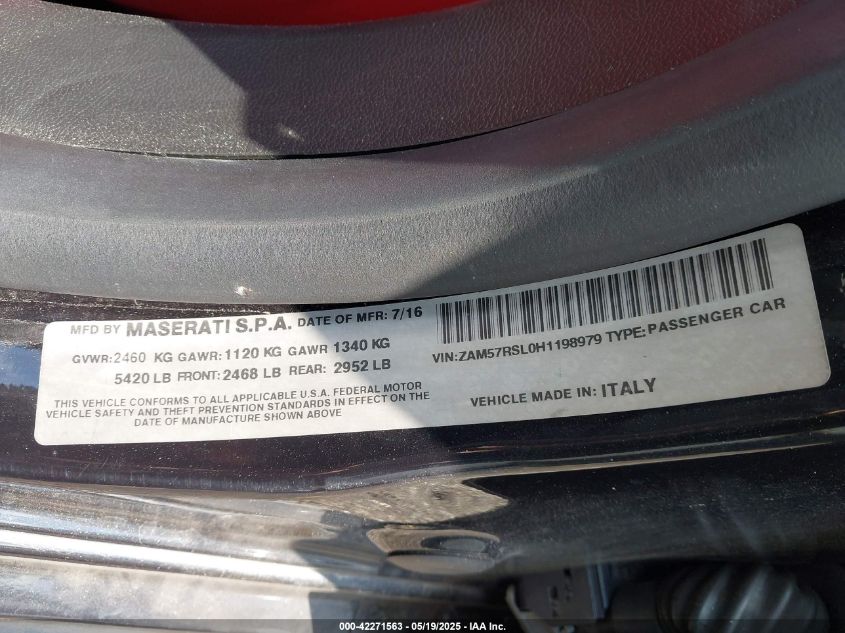 MFD BY MASERATI S.P.A. DATE OF MFR: 7/16
GVWR:2460 KG GAWR:1120 KG GAWR 1340 KG
5420 LB FRONT:2468 LB REAR: 2952 LB
THIS VEHICLE CONFORMS TO ALL APPLICABLE U.S.A. FEDERAL MOTOR
VEHICLE SAFETY AND THEFT PREVENTION STANDARDS IN EFFECT ON THE
DATE OF MANUFACTURE SHOWN ABOVE
VIN:ZAM57RSL0H1198979 TYPE:PASSENGER CAR
VEHICLE MADE IN: ITALY
000-42271563 - 05/19/2025 - IAA Inc.